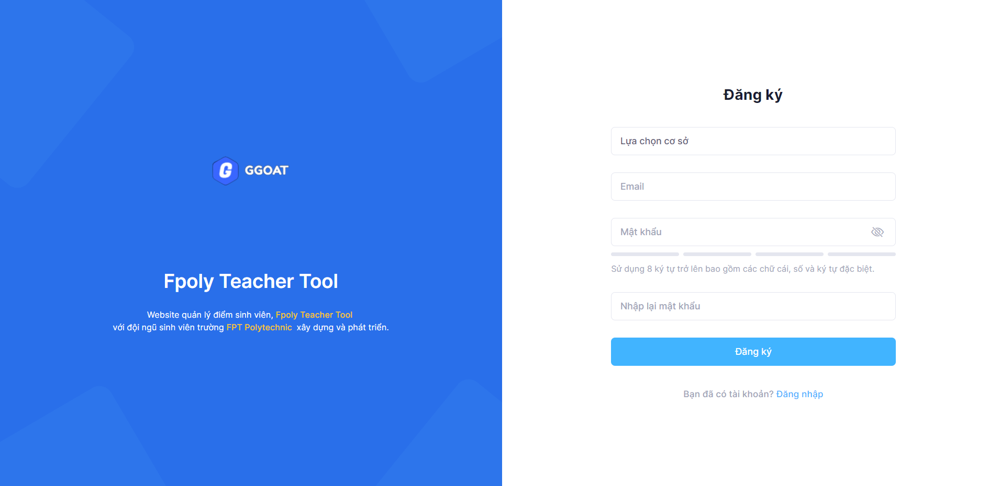 G GGOAT
Fpoly Teacher Tool
Website quản lý điểm sinh viên, Fpoly Teacher Tool
với đội ngũ sinh viên trường FPT Polytechnic xây dựng và phát triển.
Đăng ký
Lựa chọn cơ sở
Email
Mật khẩu
Sử dụng 8 ký tự trở lên bao gồm các chữ cái, số và ký tự đặc biệt.
Nhập lại mật khẩu
Đăng ký
Bạn đã có tài khoản? Đăng nhập